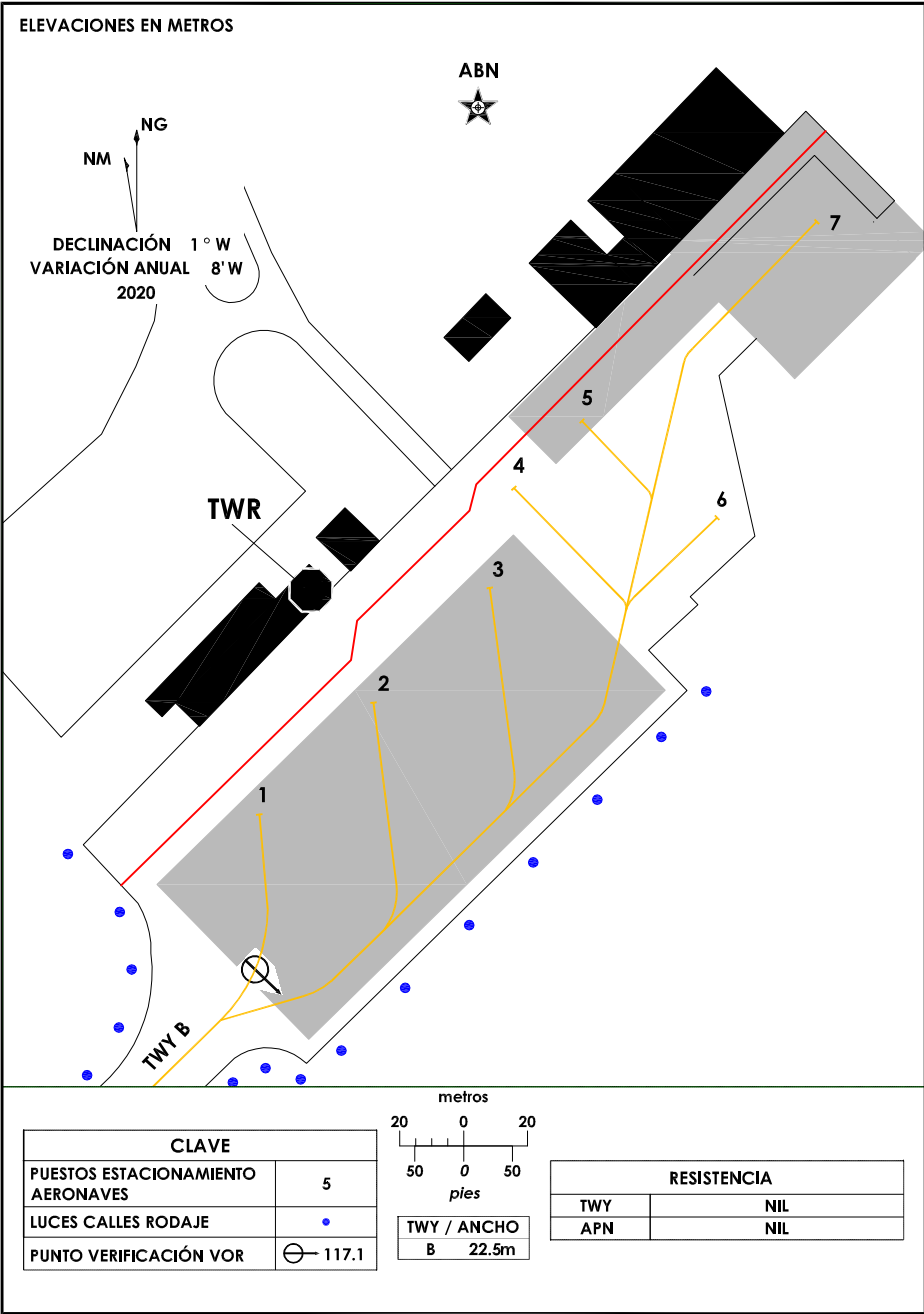 ELEVACIONES EN METROS
ABN
NG
NM
DECLINACIÓN 1° W
VARIACIÓN ANUAL 8' W
2020
7
5
4
6
TWR
3
2
1
TWY B
metros
20 0 20
50 0 50
pies
CLAVE
PUESTOS ESTACIONAMIENTO
AERONAVES
5
LUCES CALLES RODAJE
PUNTO VERIFICACIÓN VOR 117.1
TWY / ANCHO
B 22.5m
RESISTENCIA
TWY NIL
APN NIL